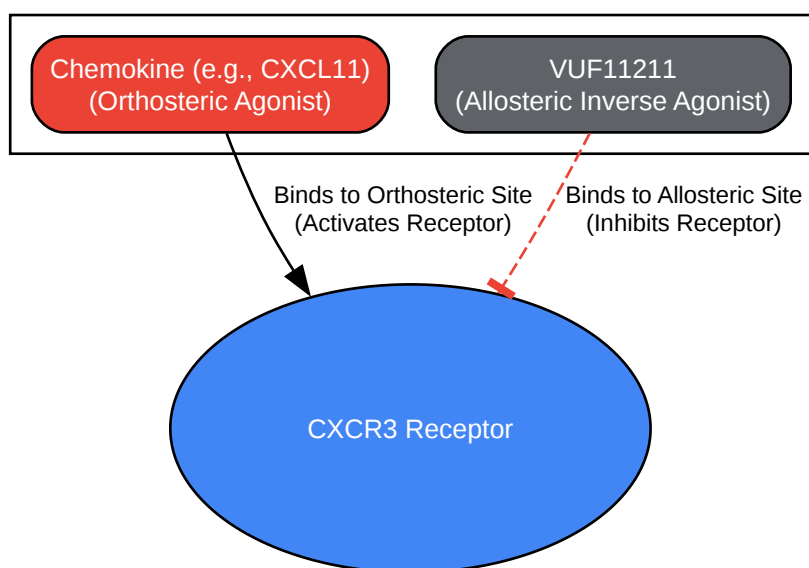 Chemokine (e.g., CXCL11)
(Orthosteric Agonist)
VUF11211
(Allosteric Inverse Agonist)
Binds to Orthosteric Site
(Activates Receptor)
Binds to Allosteric Site
(Inhibits Receptor)
CXCR3 Receptor